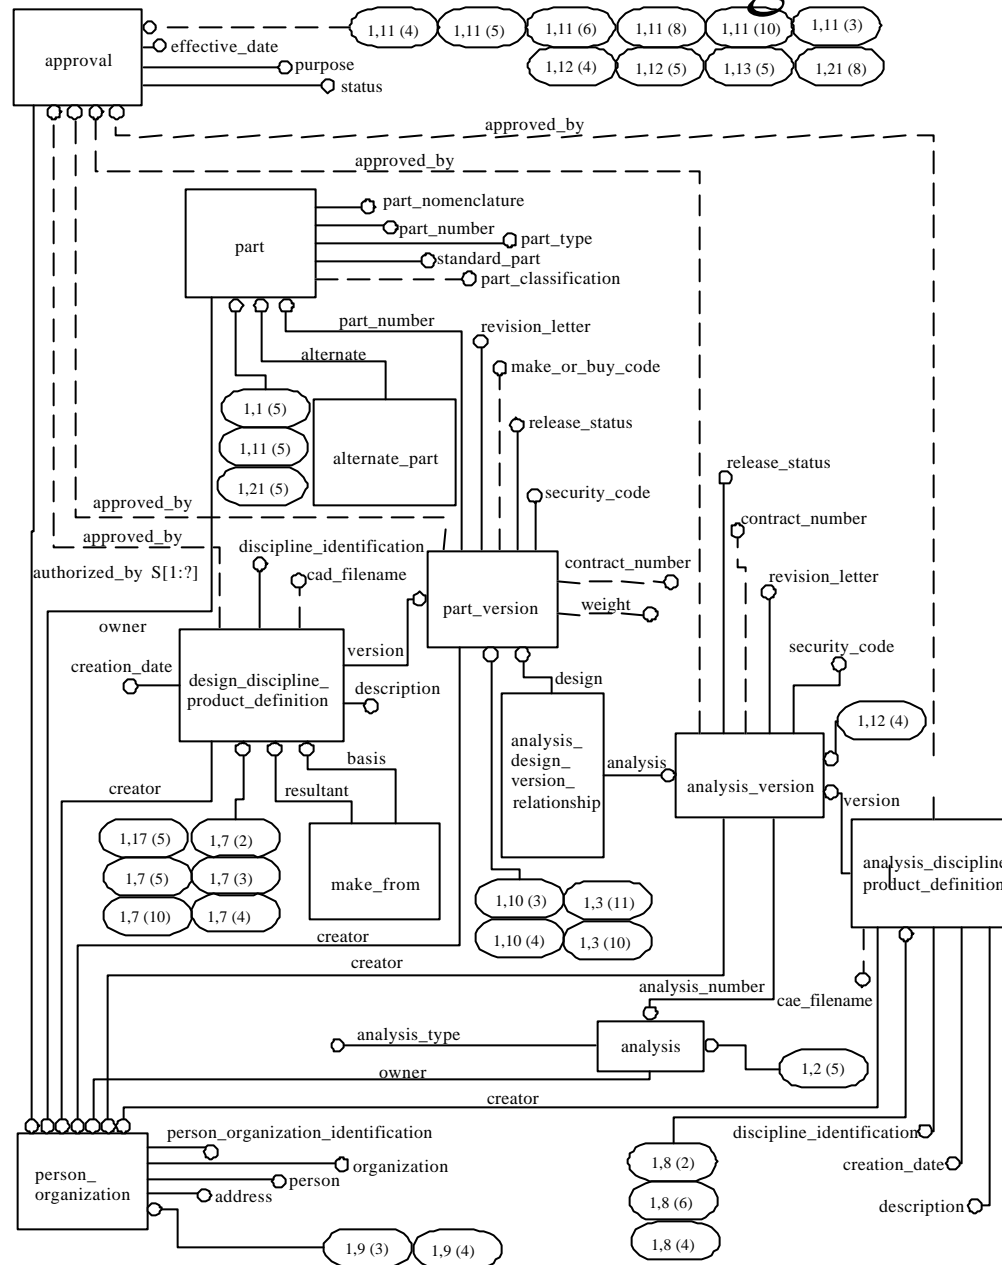 1,11 (4) 1,11 (5) 1,11 (6) 1,11 (8) 1,11 (10) 1,11 (3)
effective_date
approval
purpose
1,12 (4) 1,12 (5) 1,13 (5) 1,21 (8)
status
approved_by
approved_by
part_nomenclature
part_number
part
part_type
standard_part
part_classification
part_number
revision_letter
alternate
make_or_buy_code
1,1 (5)
release_status
1,11 (5)
alternate_part
release_status
1,21 (5)
security_code
approved_by
contract_number
approved_by
discipline_identification
contract_number
authorized_by S[1:?]
cad_filename
revision_letter
part_version
weight
owner
version
security_code
creation_date
design_discipline_
product_definition
description
design
1,12 (4)
analysis_
design_
version_
relationship
analysis
basis
creator
resultant
analysis_version
version
1,17 (5) 1,7 (2)
1,7 (5) 1,7 (3)
1,7 (10) 1,7 (4)
make_from
analysis_discipline
product_definition
1,10 (3) 1,3 (11)
1,10 (4) 1,3 (10)
creator
creator
analysis_number
cae_filename
analysis_type
analysis
1,2 (5)
owner
creator
person_organization_identification
discipline_identification
organization
1,8 (2)
creation_date
person_
organization
person
address
1,8 (6)
description
1,9 (3) 1,9 (4)
1,8 (4)